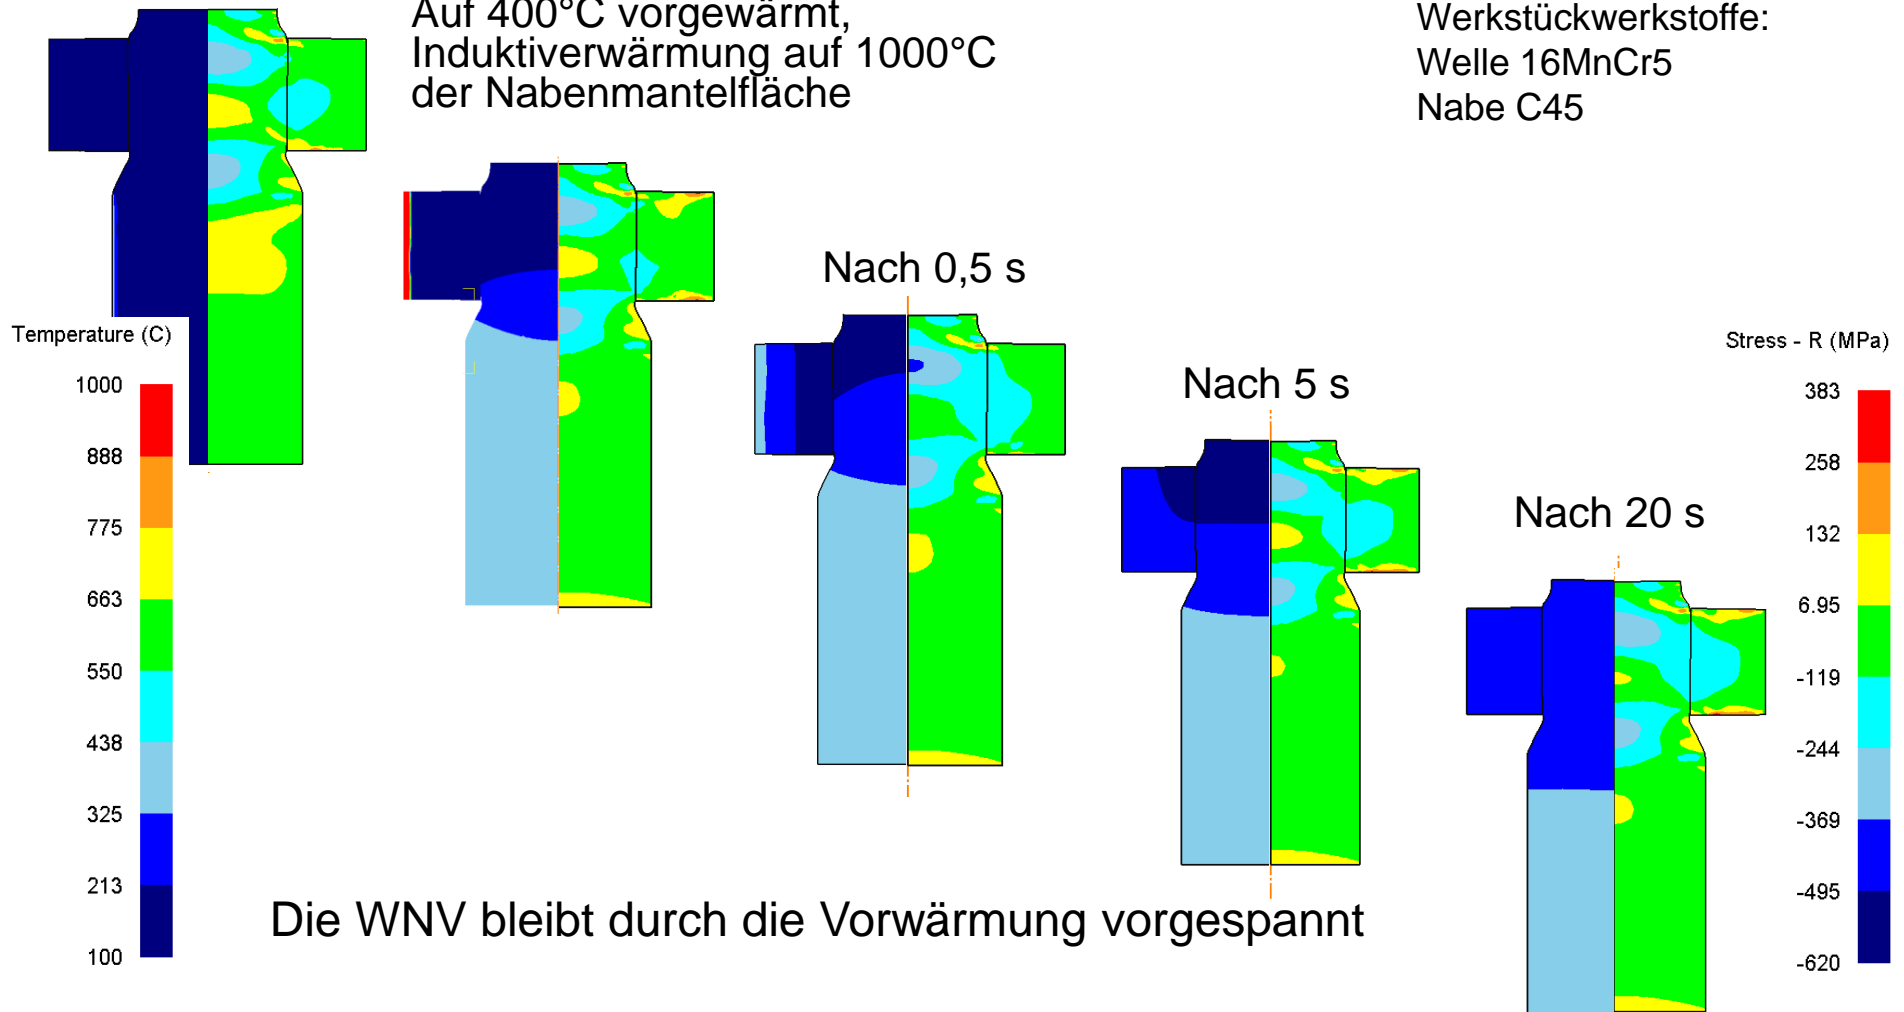 Auf 400°C vorgewärmt,
Induktiverwärmung auf 1000°C
der Nabenmantelfläche
Werkstückwerkstoffe:
Welle 16MnCr5
Nabe C45
Nach 0,5 s
Nach 5 s
Nach 20 s
Temperature (C)
1000
888
775
663
550
438
325
213
100
Stress - R (MPa)
383
258
132
6.95
-119
-244
-369
-495
-620
Die WNV bleibt durch die Vorwärmung vorgespannt